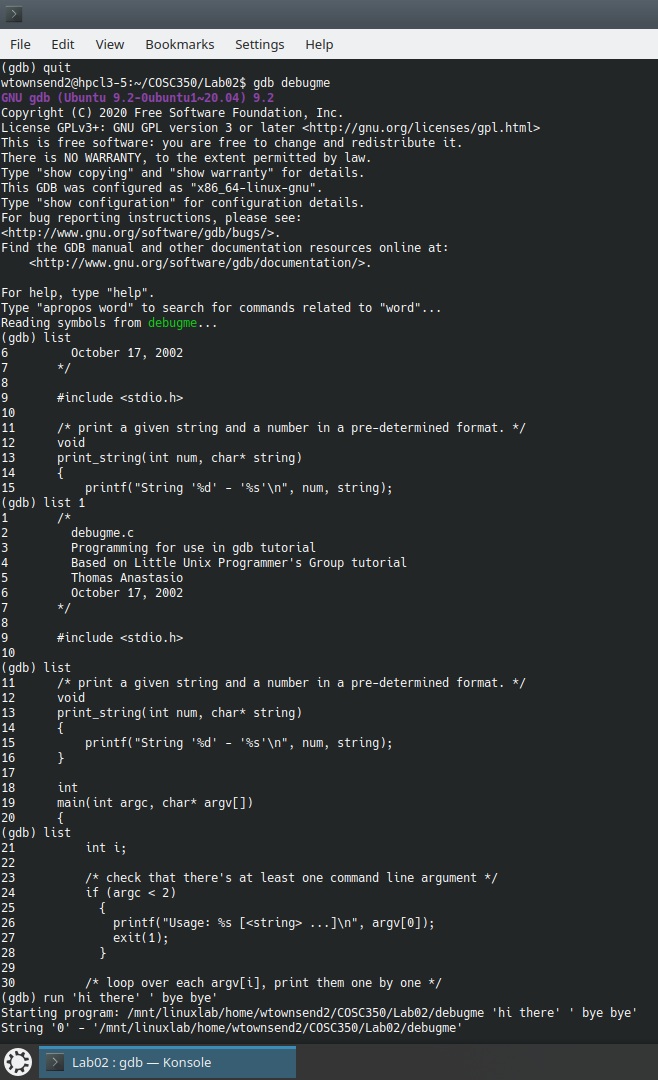 File Edit View Bookmarks Settings Help
(gdb) quit
wtownsend2@hpcl3-5:~/COSC350/Lab02$ gdb debugme
GNU gdb (Ubuntu 9.2-0ubuntu1~20.04) 9.2
Copyright (C) 2020 Free Software Foundation, Inc.
License GPLv3+: GNU GPL version 3 or later <http://gnu.org/licenses/gpl.html>
This is free software: you are free to change and redistribute it.
There is NO WARRANTY, to the extent permitted by law.
Type "show copying" and "show warranty" for details.
This GDB was configured as "x86_64-linux-gnu".
Type "show configuration" for configuration details.
For bug reporting instructions, please see:
<http://www.gnu.org/software/gdb/bugs/>.
Find the GDB manual and other documentation resources online at:
    <http://www.gnu.org/software/gdb/documentation/>.

For help, type "help".
Type "apropos word" to search for commands related to "word"...
Reading symbols from debugme...
(gdb) list
6         October 17, 2002
7       */
8
9       #include <stdio.h>
10
11      /* print a given string and a number in a pre-determined format. */
12      void
13      print_string(int num, char* string)
14      {
15          printf("String '%d' - '%s'\n", num, string);
(gdb) list 1
1       /*
2         debugme.c
3         Programming for use in gdb tutorial
4         Based on Little Unix Programmer's Group tutorial
5         Thomas Anastasio
6         October 17, 2002
7       */
8
9       #include <stdio.h>
10
(gdb) list
11      /* print a given string and a number in a pre-determined format. */
12      void
13      print_string(int num, char* string)
14      {
15          printf("String '%d' - '%s'\n", num, string);
16      }
17
18      int
19      main(int argc, char* argv[])
20      {
(gdb) list
21          int i;
22
23          /* check that there's at least one command line argument */
24          if (argc < 2)
25            {
26              printf("Usage: %s [<string> ...]\n", argv[0]);
27              exit(1);
28            }
29
30          /* loop over each argv[i], print them one by one */
(gdb) run 'hi there' ' bye bye'
Starting program: /mnt/linuxlab/home/wtownsend2/COSC350/Lab02/debugme 'hi there' ' bye bye'
String '0' - '/mnt/linuxlab/home/wtownsend2/COSC350/Lab02/debugme'
Lab02 : gdb — Konsole